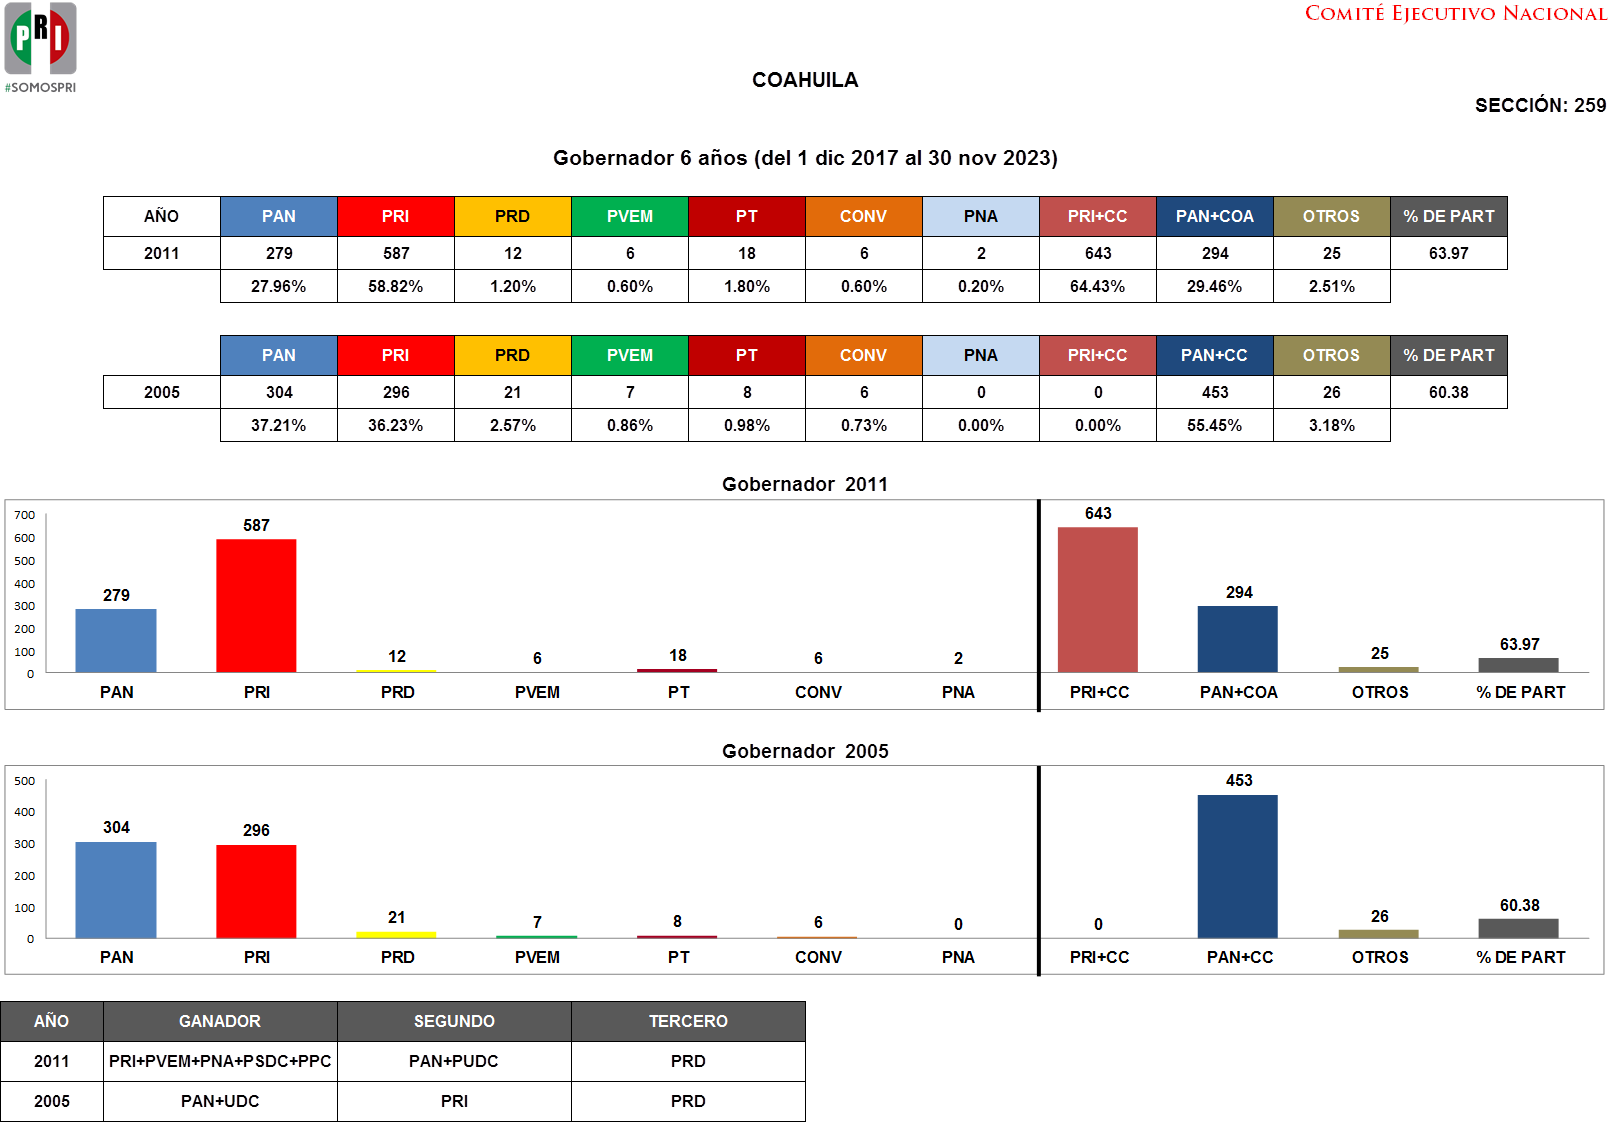 PRI
#SOMOSPRI
COMITÉ EJECUTIVO NACIONAL
COAHUILA
SECCIÓN: 259
Gobernador 6 años (del 1 dic 2017 al 30 nov 2023)
AÑO PAN PRI PRD PVEM PT CONV PNA PRI+CC PAN+COA OTROS % DE PART
2011 279 587 12 6 18 6 2 643 294 25 63.97
27.96% 58.82% 1.20% 0.60% 1.80% 0.60% 0.20% 64.43% 29.46% 2.51%
PAN PRI PRD PVEM PT CONV PNA PRI+CC PAN+CC OTROS % DE PART
2005 304 296 21 7 8 6 0 0 453 26 60.38
37.21% 36.23% 2.57% 0.86% 0.98% 0.73% 0.00% 0.00% 55.45% 3.18%
Gobernador 2011
700
600
500
400
300
200
100
0
279 587 12 6 18 6 2 643 294 25 63.97
PAN PRI PRD PVEM PT CONV PNA PRI+CC PAN+COA OTROS % DE PART
Gobernador 2005
500
400
300
200
100
0
304 296 21 7 8 6 0 0 453 26 60.38
PAN PRI PRD PVEM PT CONV PNA PRI+CC PAN+CC OTROS % DE PART
AÑO GANADOR SEGUNDO TERCERO
2011 PRI+PVEM+PNA+PSDC+PPC PAN+PUDC PRD
2005 PAN+UDC PRI PRD